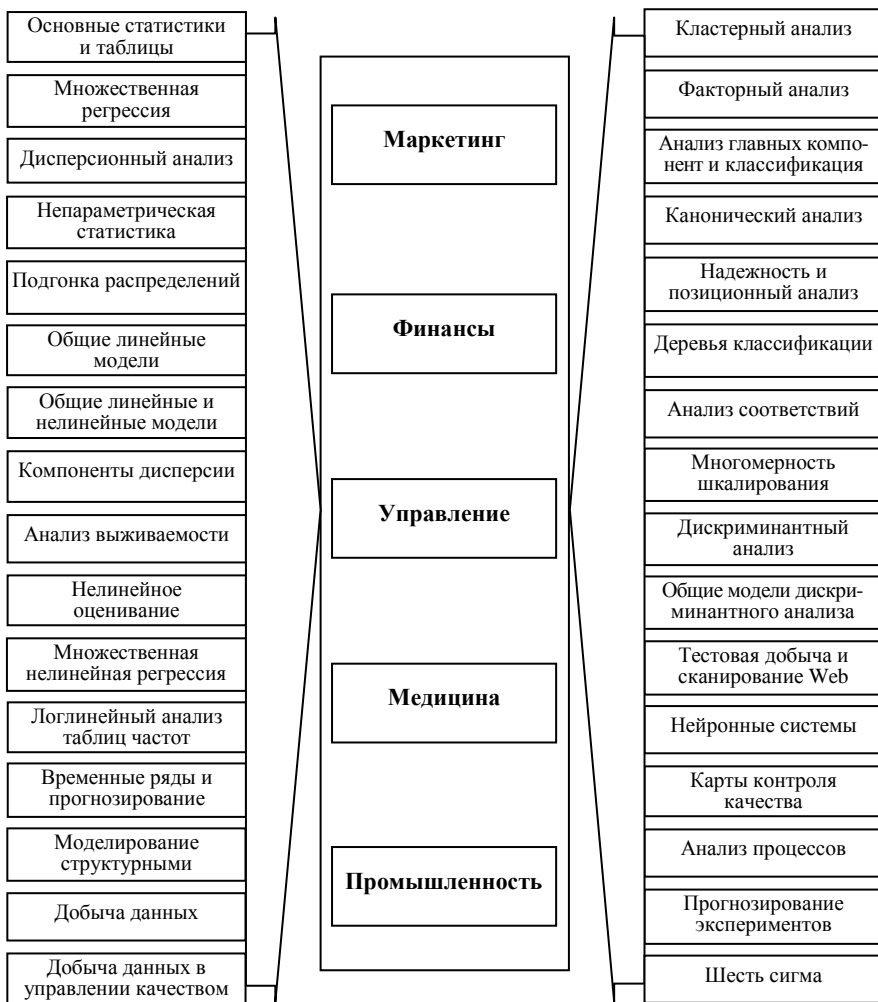 Основные статистики
и таблицы
Множественная
регрессия
Дисперсионный анализ
Непараметрическая
статистика
Подгонка распределений
Общие линейные
модели
Общие линейные и
нелинейные модели
Компоненты дисперсии
Анализ выживаемости
Нелинейное
оценивание
Множественная
нелинейная регрессия
Логлинейный анализ
таблиц частот
Временные ряды и
прогнозирование
Моделирование
структурными
Добыча данных
Добыча данных в
управлении качеством
Маркетинг
Финансы
Управление
Медицина
Промышленность
Кластерный анализ
Факторный анализ
Анализ главных компо-
нент и классификация
Канонический анализ
Надежность и
позиционный анализ
Деревья классификации
Анализ соответствий
Многомерность
шкалирования
Дискриминантный
анализ
Общие модели дискри-
минантного анализа
Тестовая добыча и
сканирование Web
Нейронные системы
Карты контроля
качества
Анализ процессов
Прогнозирование
экспериментов
Шесть сигма